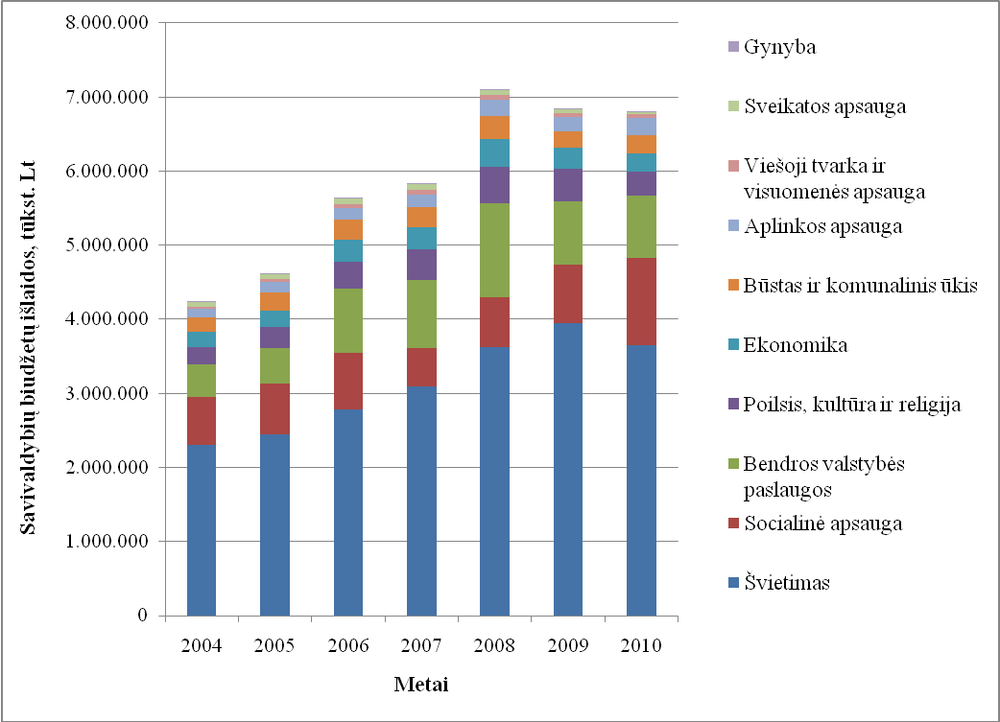 Savivaldybių biudžetų išlaidos, tūkst. Lt
8.000.000
7.000.000
6.000.000
5.000.000
4.000.000
3.000.000
2.000.000
1.000.000
0
2004 2005 2006 2007 2008 2009 2010
Metai
Gynyba
Sveikatos apsauga
Viešoji tvarka ir
visuomenės apsauga
Aplinkos apsauga
Būstas ir komunalinis ūkis
Ekonomika
Poilsis, kultūra ir religija
Bendros valstybės
paslaugos
Socialinė apsauga
Švietimas